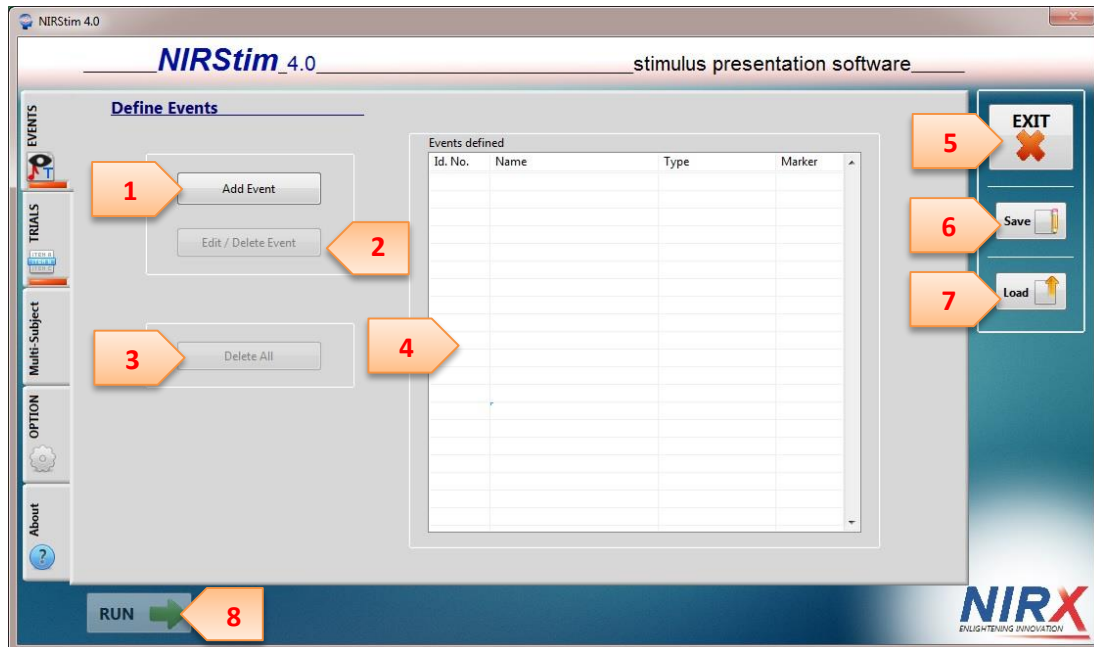 NIRStim 4.0
NIRStim_4.0
stimulus presentation software
EVENTS
TRIALS
Multi-Subject
OPTION
About
Define Events
1
Add Event
2
Edit / Delete Event
3
Delete All
4
Events defined
Id. No. Name Type Marker
5
EXIT
6
Save
7
Load
RUN
8
NIRX
ENLIGHTENING INNOVATION